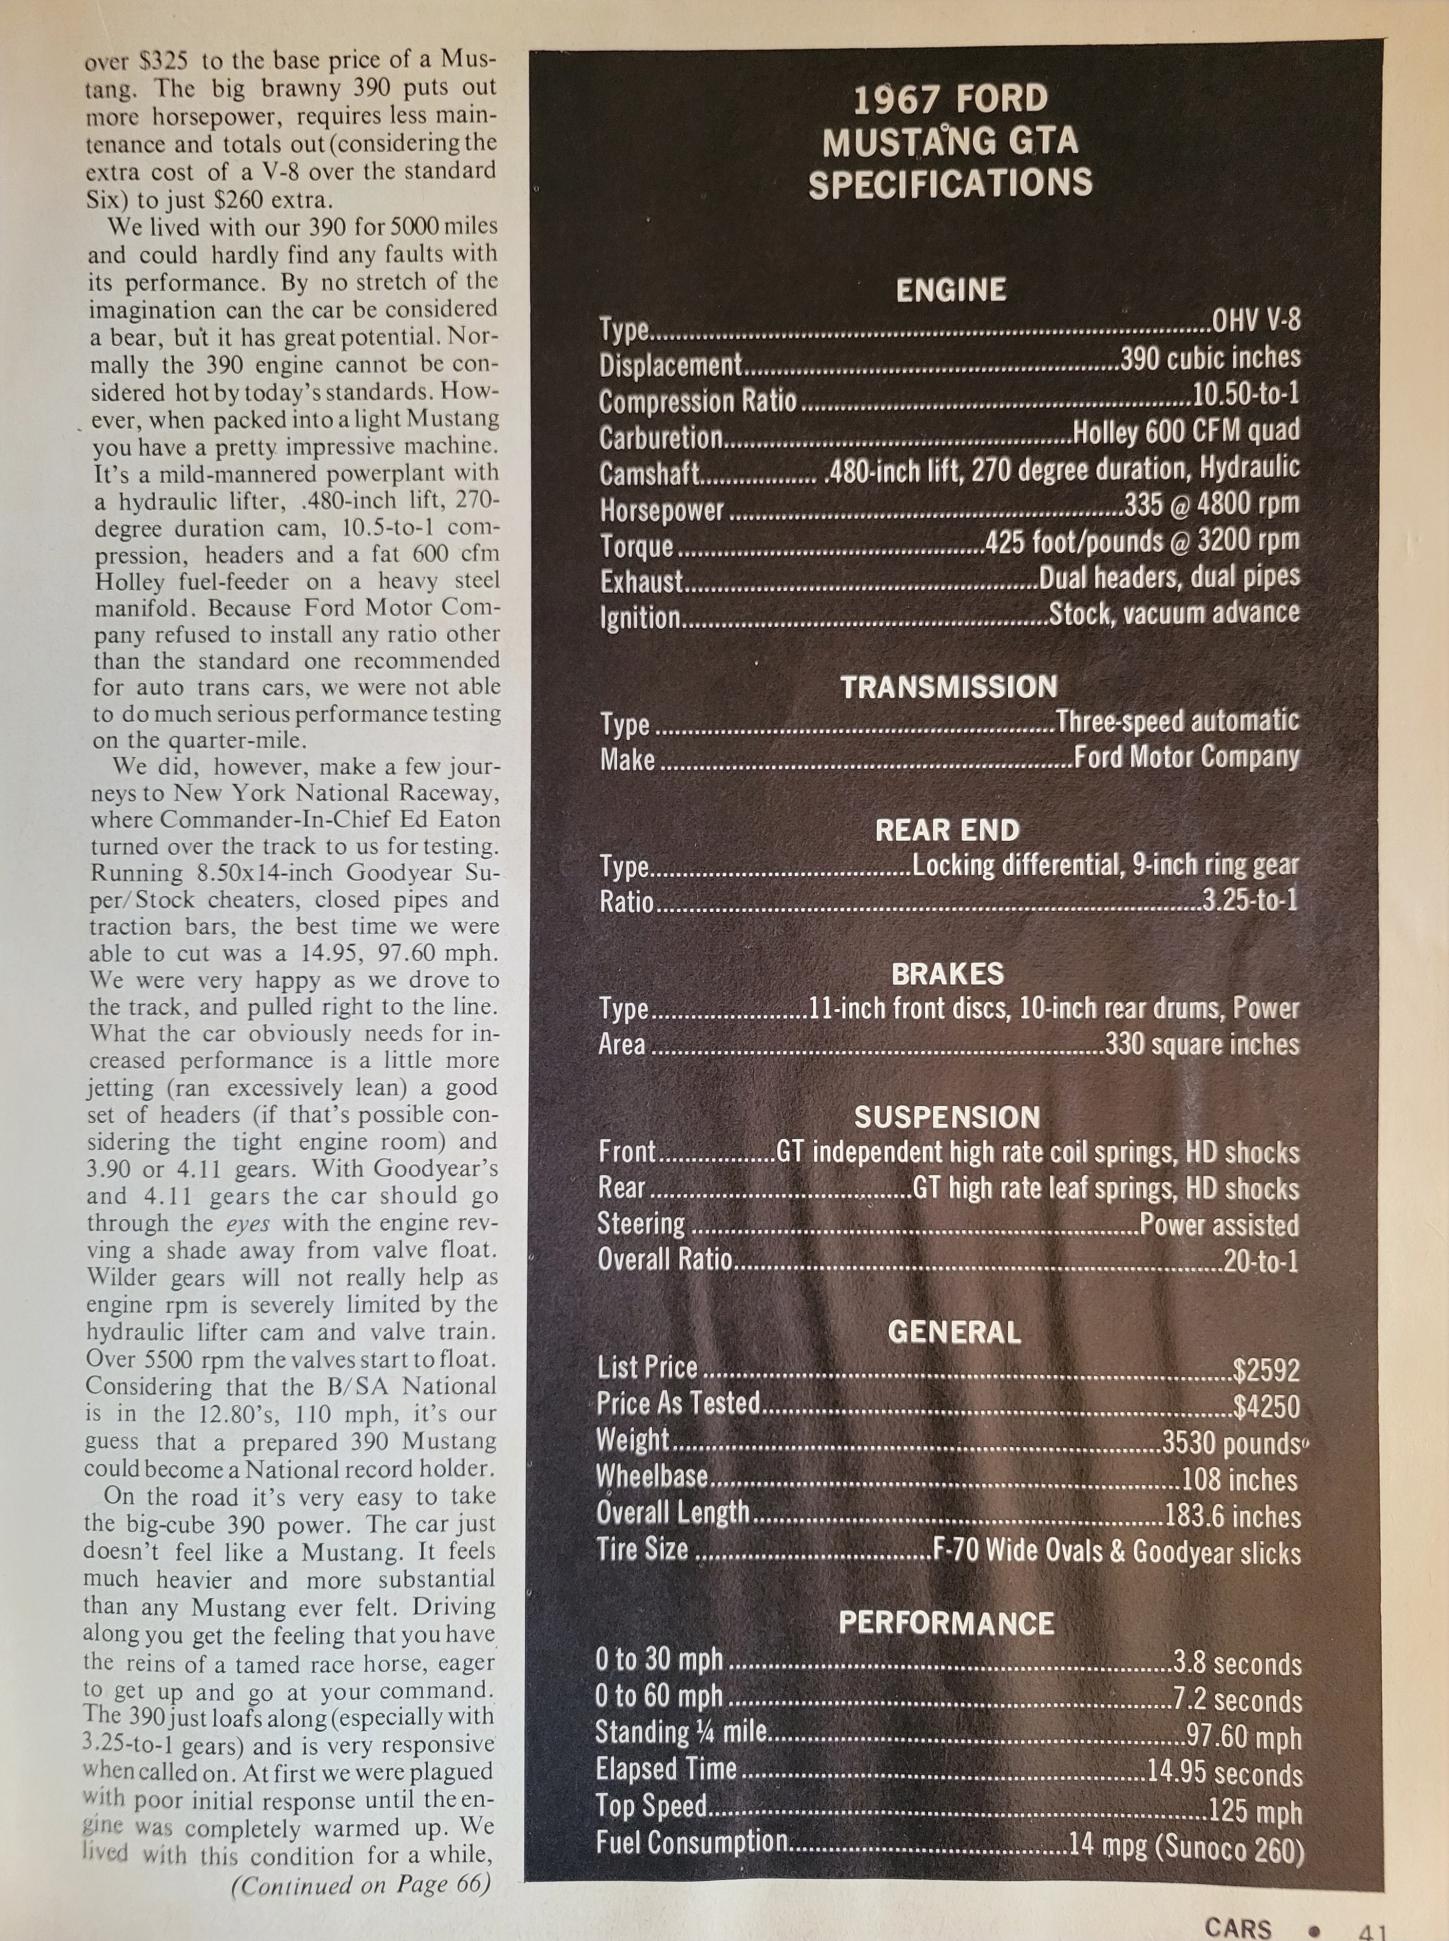 over $325 to the base price of a Mus-
tang. The big brawny 390 puts out
more horsepower, requires less main-
tenance and totals out (considering the
extra cost of a V-8 over the standard
Six) to just $260 extra.
We lived with our 390 for 5000 miles
and could hardly find any faults with
its performance. By no stretch of the
imagination can the car be considered
a bear, but it has great potential. Nor-
mally the 390 engine cannot be con-
sidered hot by today's standards. How-
ever, when packed into a light Mustang
you have a pretty impressive machine.
It's a mild-mannered powerplant with
a hydraulic lifter, .480-inch lift, 270-
degree duration cam, 10.5-to-1 com-
pression, headers and a fat 600 cfm
Holley fuel-feeder on a heavy steel
manifold. Because Ford Motor Com-
pany refused to install any ratio other
than the standard one recommended
for auto trans cars, we were not able
to do much serious performance testing
on the quarter-mile.
We did, however, make a few jour-
neys to New York National Raceway,
where Commander-In-Chief Ed Eaton
turned over the track to us for testing.
Running 8.50x14-inch Goodyear Su-
per/Stock cheaters, closed pipes and
traction bars, the best time we were
able to cut was a 14.95, 97.60 mph.
We were very happy as we drove to
the track, and pulled right to the line.
What the car obviously needs for in-
creased performance is a little more
jetting (ran excessively lean) a good
set of headers (if that's possible con-
sidering the tight engine room) and
3.90 or 4.11 gears. With Goodyear's
and 4.11 gears the car should go
through the eyes with the engine rev-
ving a shade away from valve float.
Wilder gears will not really help as
engine rpm is severely limited by the
hydraulic lifter cam and valve train.
Over 5500 rpm the valves start to float.
Considering that the B/SA National
is in the 12.80's, 110 mph, it's our
guess that a prepared 390 Mustang
could become a National record holder.
On the road it's very easy to take
the big-cube 390 power. The car just
doesn't feel like a Mustang. It feels
much heavier and more substantial
than any Mustang ever felt. Driving
along you get the feeling that you have
the reins of a tamed race horse, eager
to get up and go at your command.
The 390 just loafs along (especially with
3.25-to-1 gears) and is very responsive
when called on. At first we were plagued
with poor initial response until the en-
gine was completely warmed up. We
lived with this condition for a while,
(Continued on Page 66)
1967 FORD
MUSTANG GTA
SPECIFICATIONS
ENGINE
Type....................OHV V-8
Displacement....................390 cubic inches
Compression Ratio....................10.50-to-1
Carburetion....................Holley 600 CFM quad
Camshaft.................... .480-inch lift, 270 degree duration, Hydraulic
Horsepower....................335 @ 4800 rpm
Torque....................425 foot/pounds @ 3200 rpm
Exhaust....................Dual headers, dual pipes
Ignition....................Stock, vacuum advance
TRANSMISSION
Type....................Three-speed automatic
Make....................Ford Motor Company
REAR END
Type....................Locking differential, 9-inch ring gear
Ratio....................3.25-to-1
BRAKES
Type....................11-inch front discs, 10-inch rear drums, Power
Area....................330 square inches
SUSPENSION
Front....................GT independent high rate coil springs, HD shocks
Rear....................GT high rate leaf springs, HD shocks
Steering....................Power assisted
Overall Ratio....................20-to-1
GENERAL
List Price....................$2592
Price As Tested....................$4250
Weight....................3530 pounds
Wheelbase....................108 inches
Overall Length....................183.6 inches
Tire Size....................F-70 Wide Ovals & Goodyear slicks
PERFORMANCE
0 to 30 mph....................3.8 seconds
0 to 60 mph....................7.2 seconds
Standing ¼ mile....................97.60 mph
Elapsed Time....................14.95 seconds
Top Speed....................125 mph
Fuel Consumption....................14 mpg (Sunoco 260)
CARS • 41